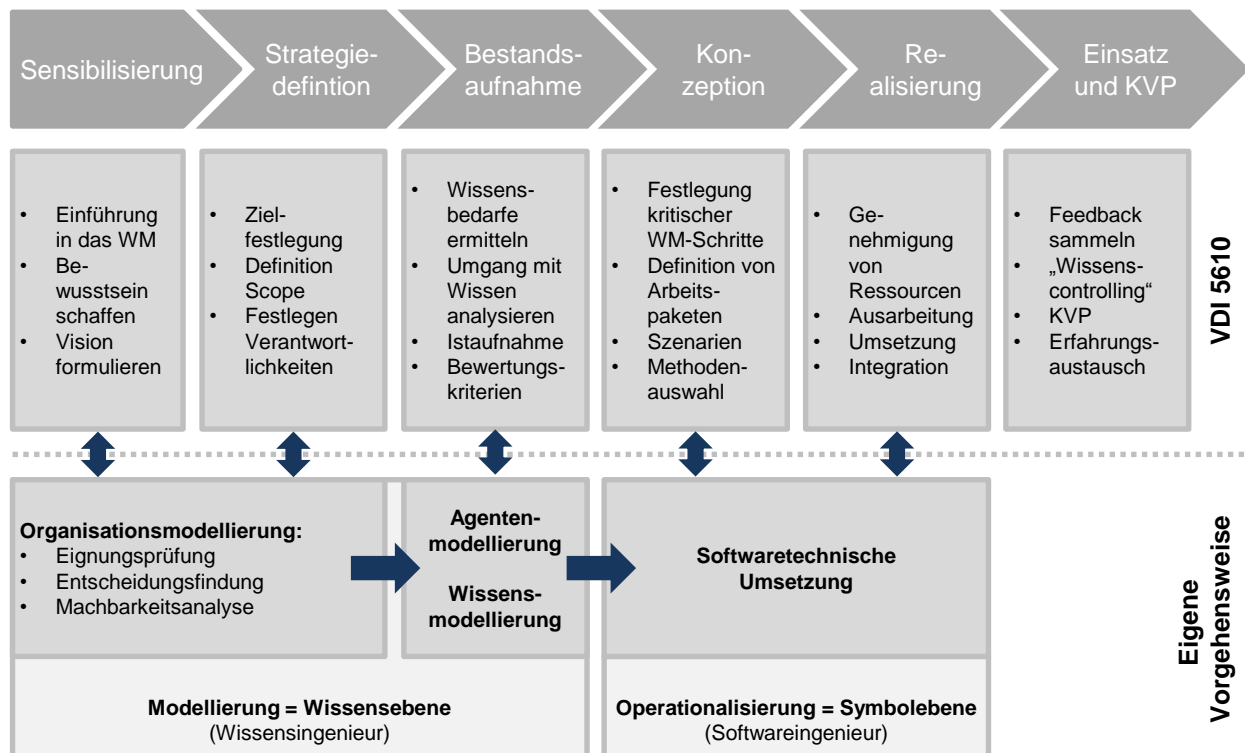 Sensibilisierung
Strategie-
defintion
Bestands-
aufnahme
Kon-
zeption
Re-
alisierung
Einsatz
und KVP
• Einführung
in das WM
• Be-
wusstsein
schaffen
• Vision
formulieren
• Ziel-
festlegung
• Definition
Scope
• Festlegen
Verantwort-
lichkeiten
• Wissens-
bedarfe
ermitteln
• Umgang mit
Wissen
analysieren
• Istaufnahme
• Bewertungs-
kriterien
• Festlegung
kritischer
WM-Schritte
• Definition von
Arbeits-
paketen
• Szenarien
• Methoden-
auswahl
• Ge-
nehmigung
von
Ressourcen
• Ausarbeitung
• Umsetzung
• Integration
• Feedback
sammeln
• „Wissens-
controlling“
• KVP
• Erfahrungs-
austausch
VDI 5610
Organisationsmodellierung:
• Eignungsprüfung
• Entscheidungsfindung
• Machbarkeitsanalyse
Agenten-
modellierung
Wissens-
modellierung
Softwaretechnische
Umsetzung
Modellierung = Wissensebene
(Wissensingenieur)
Operationalisierung = Symbolebene
(Softwareingenieur)
Eigene
Vorgehensweise